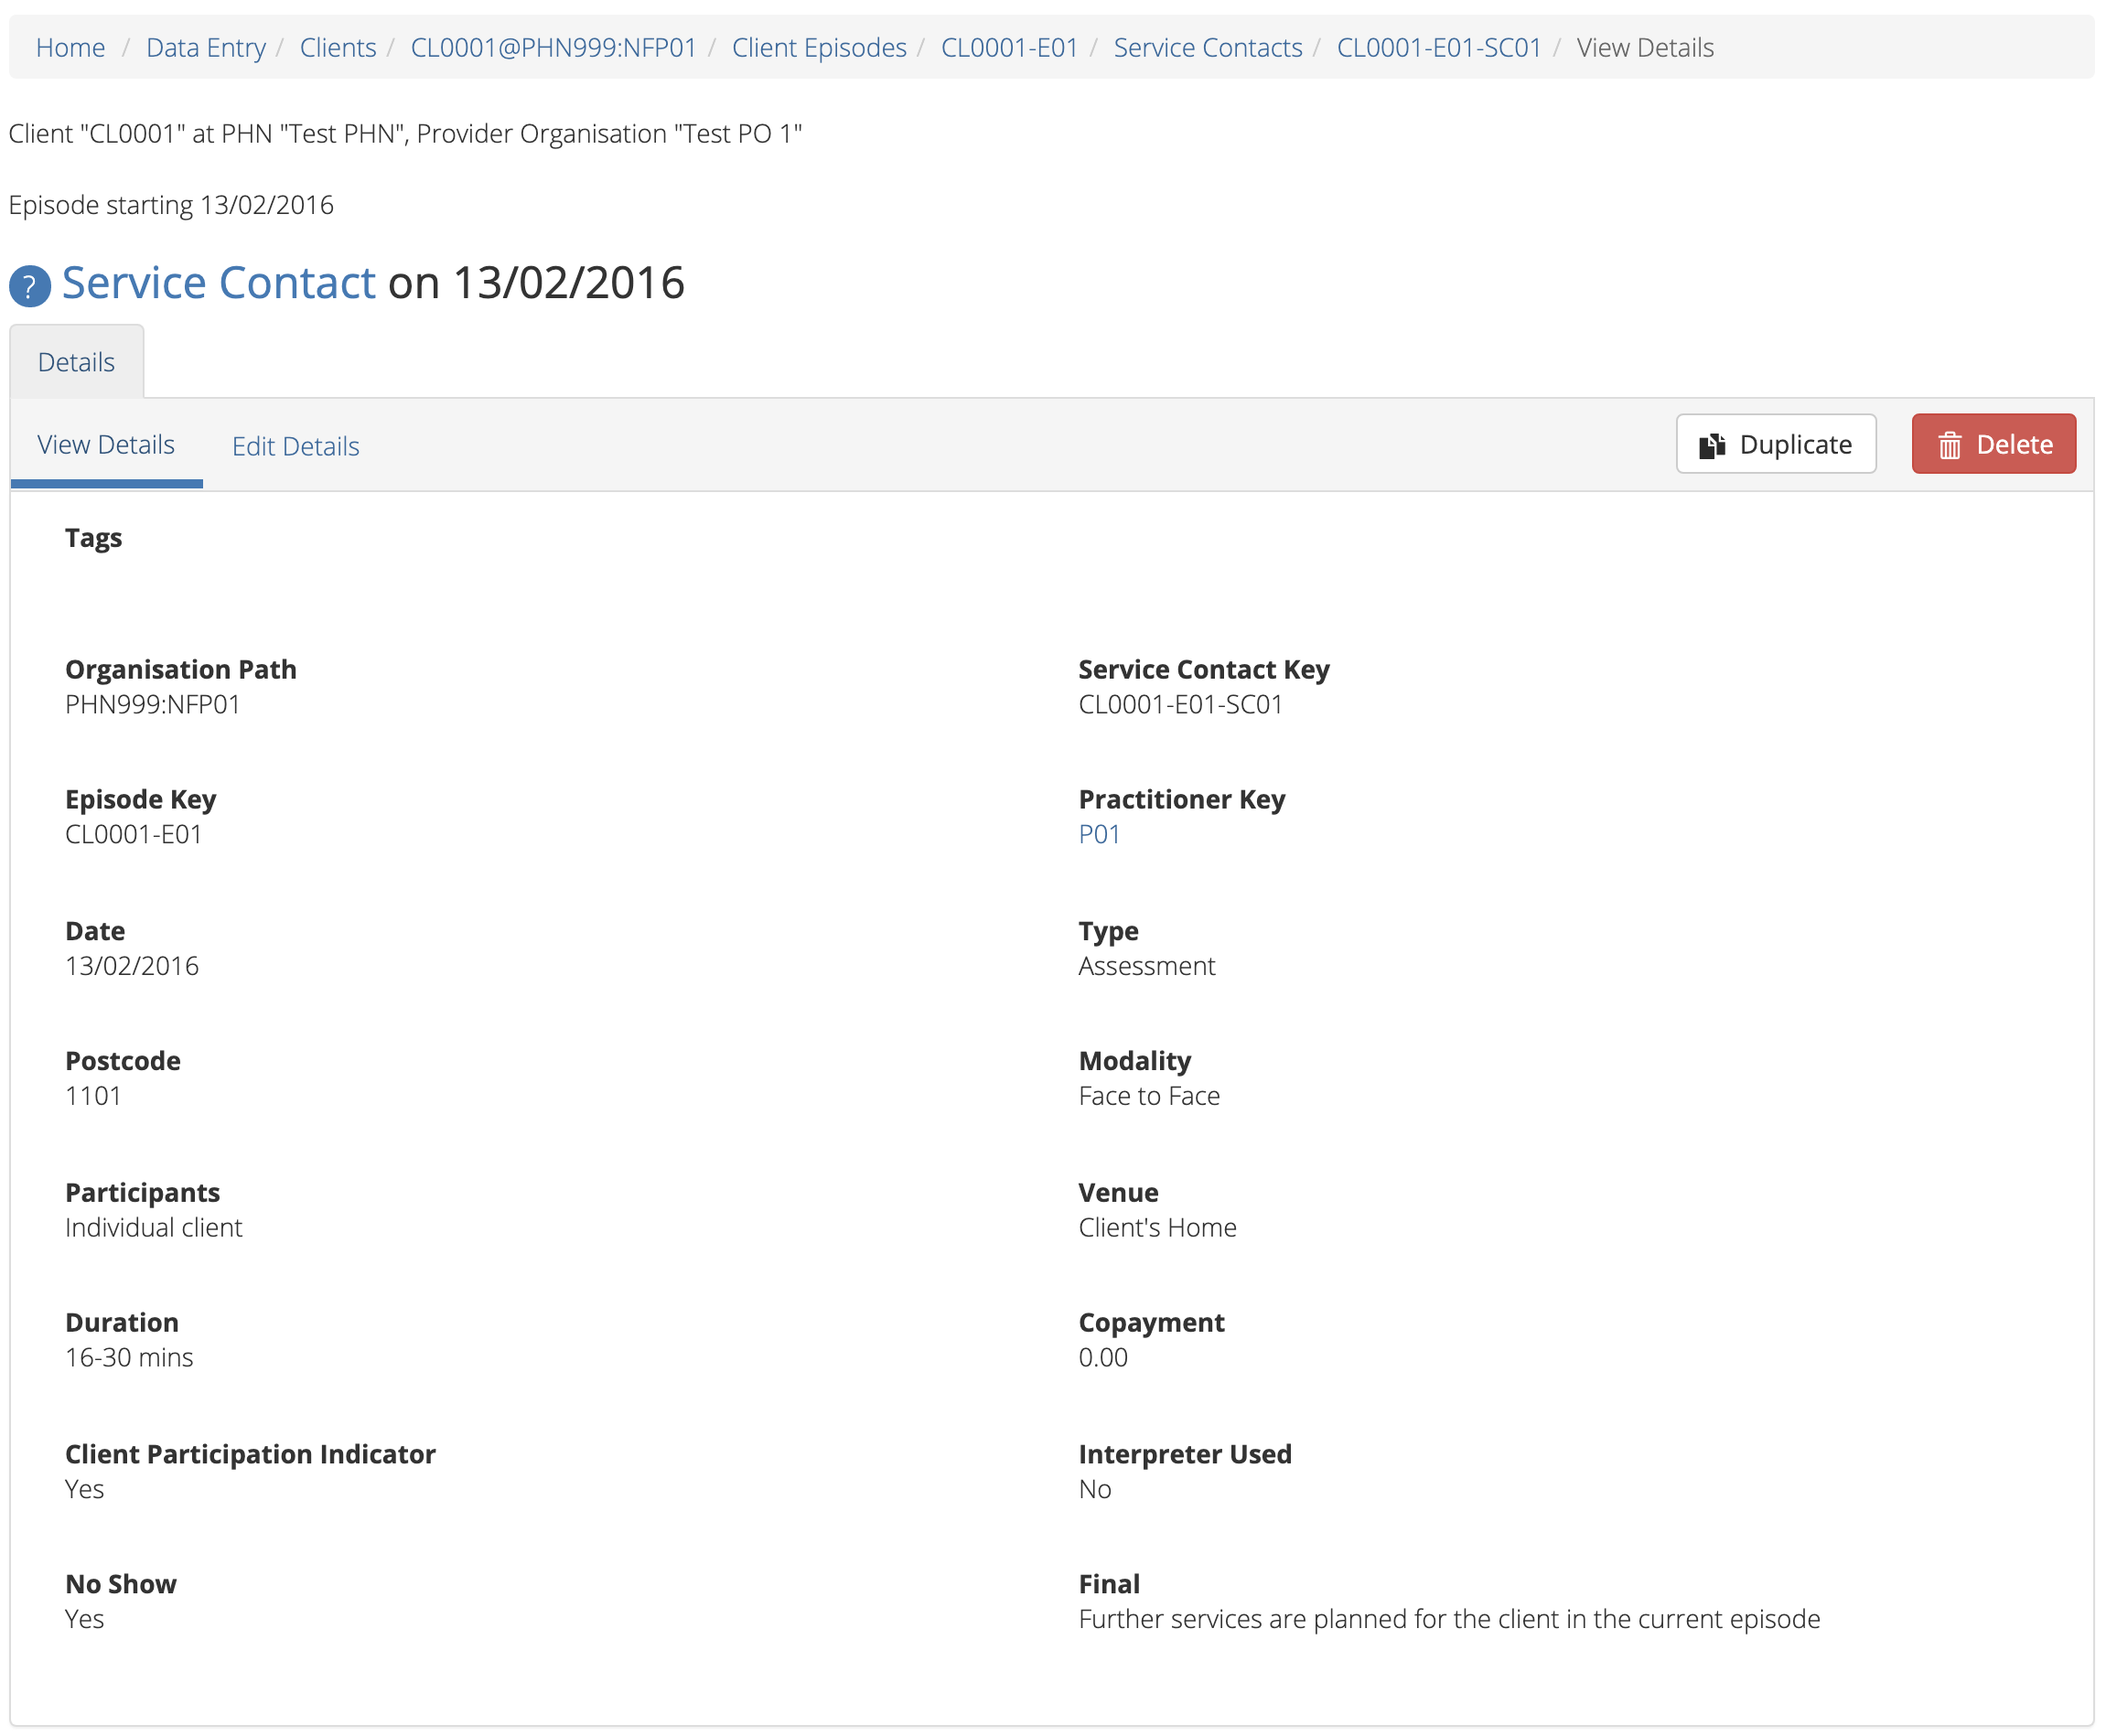 Home / Data Entry / Clients / CL0001@PHN999:NFP01 / Client Episodes / CL0001-E01 / Service Contacts / CL0001-E01-SC01 / View Details
Client "CL0001" at PHN "Test PHN", Provider Organisation "Test PO 1"
Episode starting 13/02/2016
? Service Contact on 13/02/2016
Details
View Details Edit Details Duplicate Delete
Tags
Organisation Path Service Contact Key
PHN999:NFP01 CL0001-E01-SC01
Episode Key Practitioner Key
CL0001-E01 P01
Date Type
13/02/2016 Assessment
Postcode Modality
1101 Face to Face
Participants Venue
Individual client Client's Home
Duration Copayment
16-30 mins 0.00
Client Participation Indicator Interpreter Used
Yes No
No Show Final
Yes Further services are planned for the client in the current episode